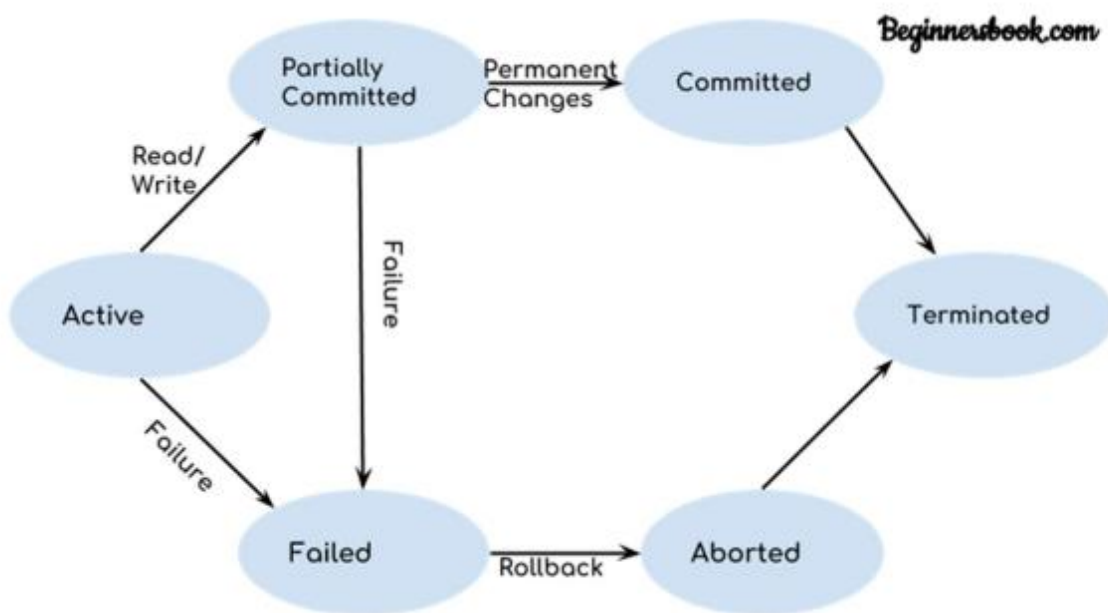 Beginnersbook.com
Partially
Committed
Permanent
Changes
Committed
Read/
Write
Failure
Active
Terminated
Failure
Failed
Rollback
Aborted